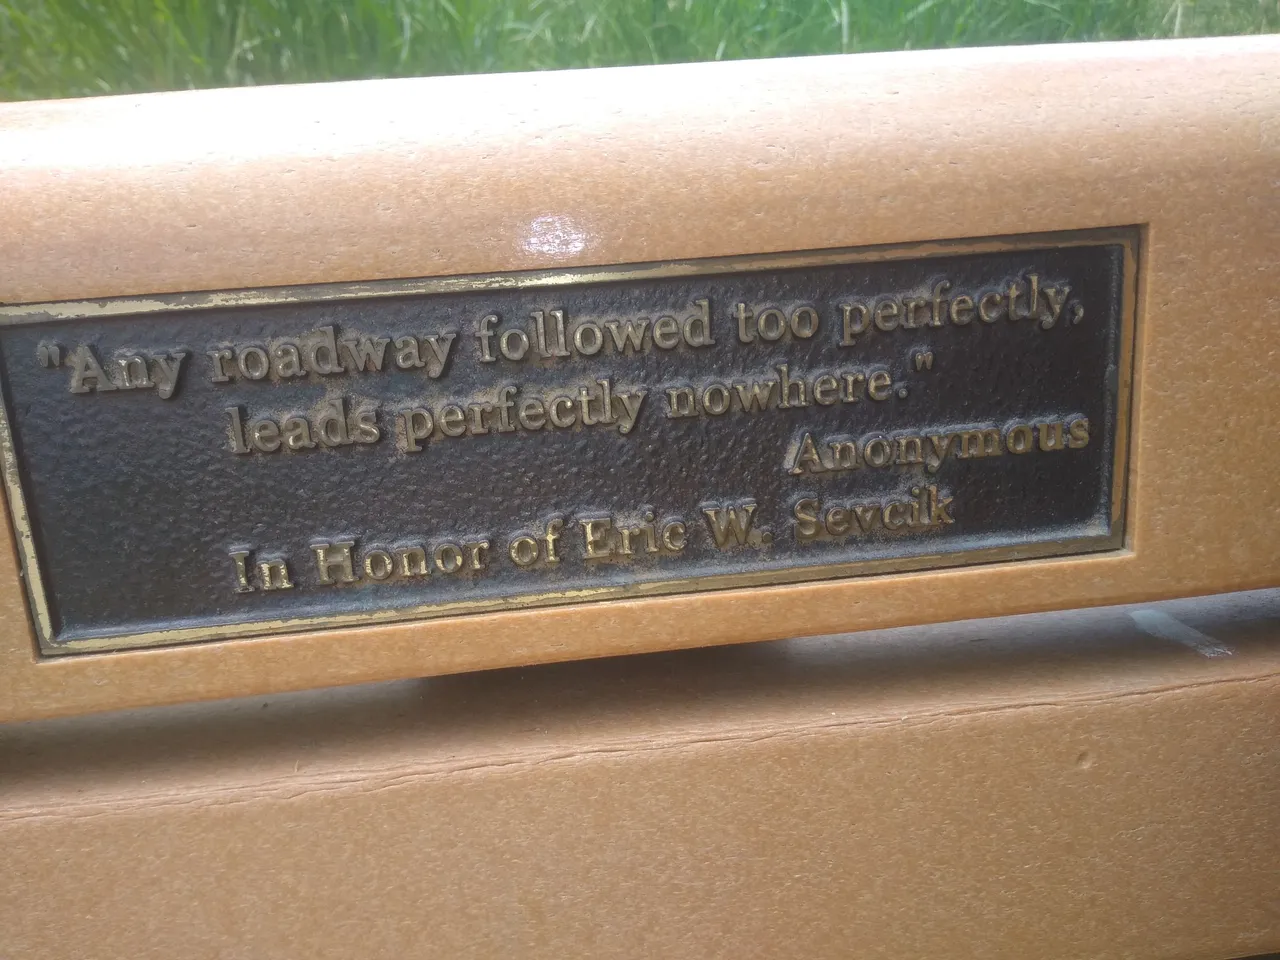 "Any roadway followed too perfectly,
leads perfectly nowhere."
Anonymous
In Honor of Eric W. Sevcik